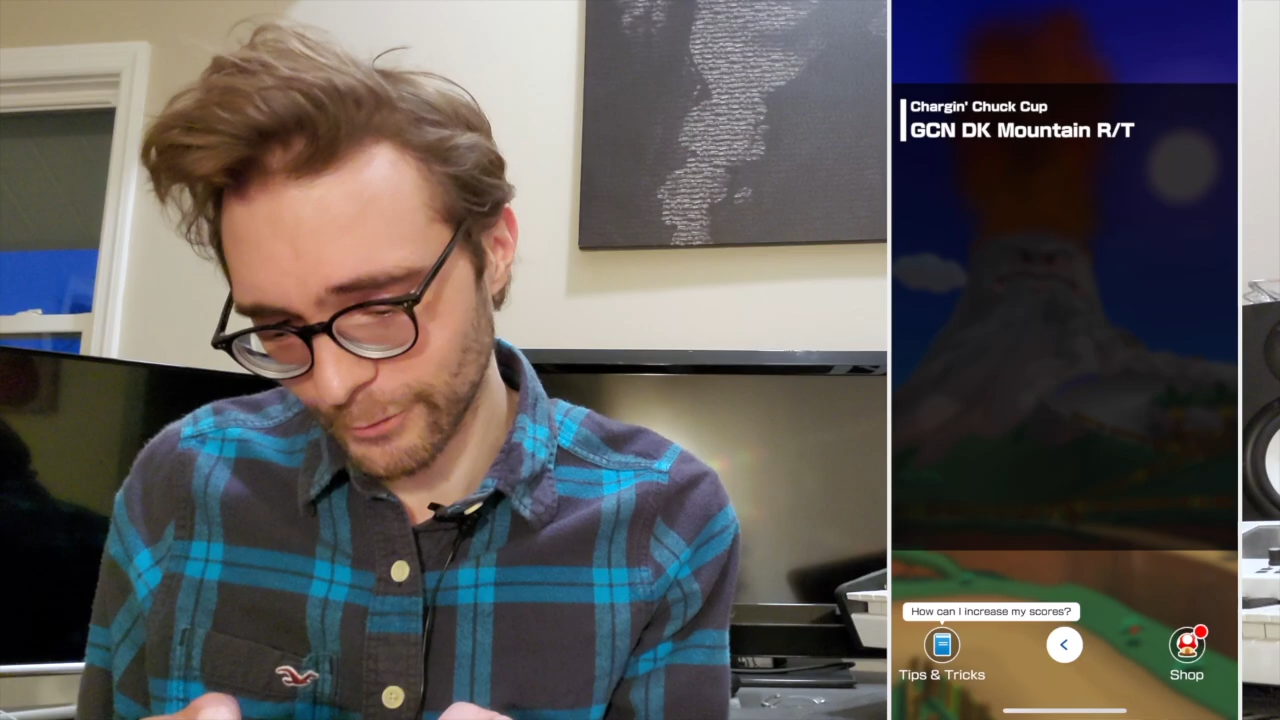 Chargin' Chuck Cup
GCN DK Mountain R/T
How can I increase my scores?
Tips & Tricks
Shop